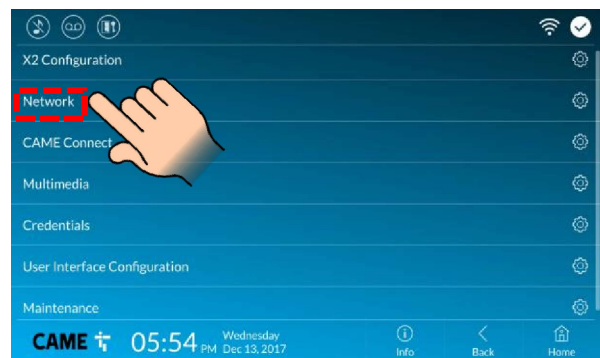 X2 Configuration
Network
CAME Connect
Multimedia
Credentials
User Interface Configuration
Maintenance
CAME 05:54 PM Wednesday
Dec 13, 2017
Info Back Home